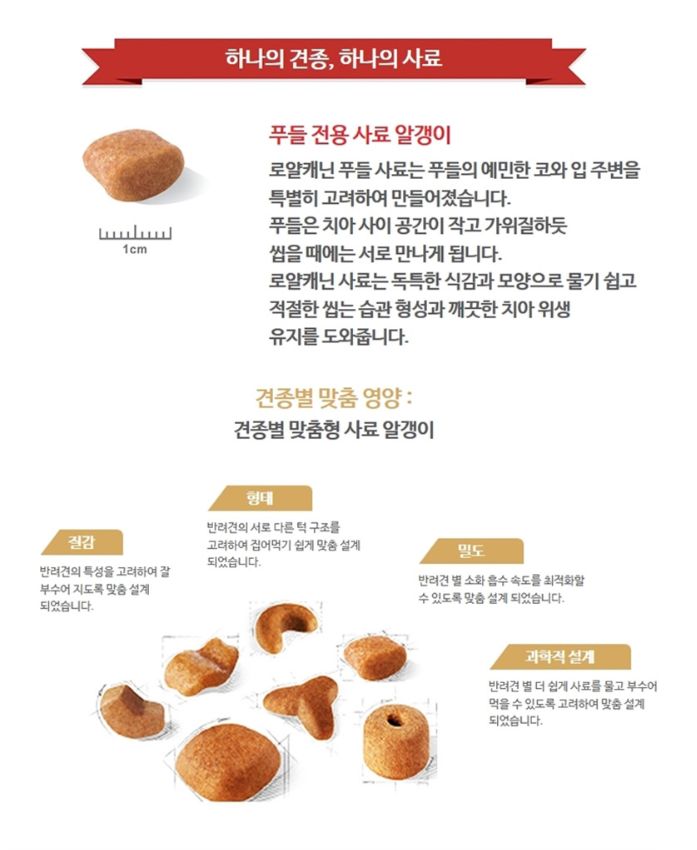 하나의 견종, 하나의 사료
푸들 전용 사료 알갱이
로얄캐닌 푸들 사료는 푸들의 예민한 코와 입 주변을
특별히 고려하여 만들어졌습니다.
푸들은 치아 사이 공간이 작고 가위질하듯
씹을 때에는 서로 만나게 됩니다.
로얄캐닌 사료는 독특한 식감과 모양으로 물기 쉽고
적절한 씹는 습관 형성과 깨끗한 치아 위생
유지를 도와줍니다.
1cm
견종별 맞춤 영양 :
견종별 맞춤형 사료 알갱이
형태
반려견의 서로 다른 턱 구조를
고려하여 집어먹기 쉽게 맞춤 설계
되었습니다.
질감
반려견의 특성을 고려하여 잘
부수어 지도록 맞춤 설계
되었습니다.
밀도
반려견 별 소화 흡수 속도를 최적화할
수 있도록 맞춤 설계 되었습니다.
과학적 설계
반려견 별 더 쉽게 사료를 물고 부수어
먹을 수 있도록 고려하여 맞춤 설계
되었습니다.